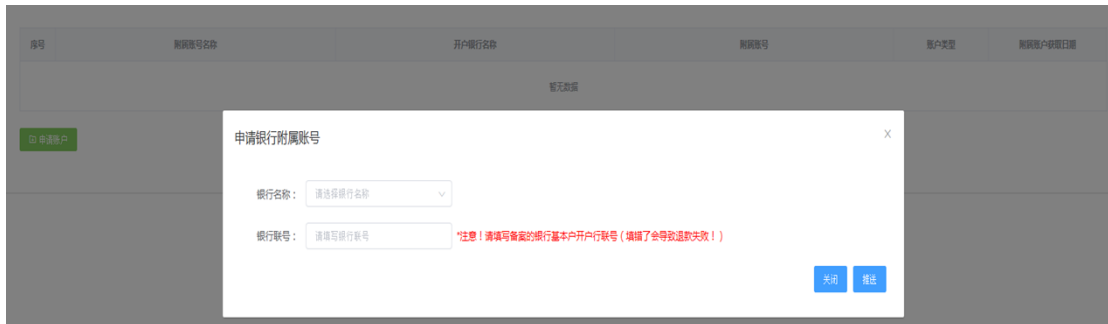 序号 附属账号名称 开户银行名称 附属账号 账户类型 附属账户获取日期
暂无数据
申请账户
申请银行附属账号 X
银行名称： 请选择银行名称
银行联号： 请填写银行联号 *注意！请填写备案的银行基本户开户行联号（填错了会导致退款失败！）
关闭 推送